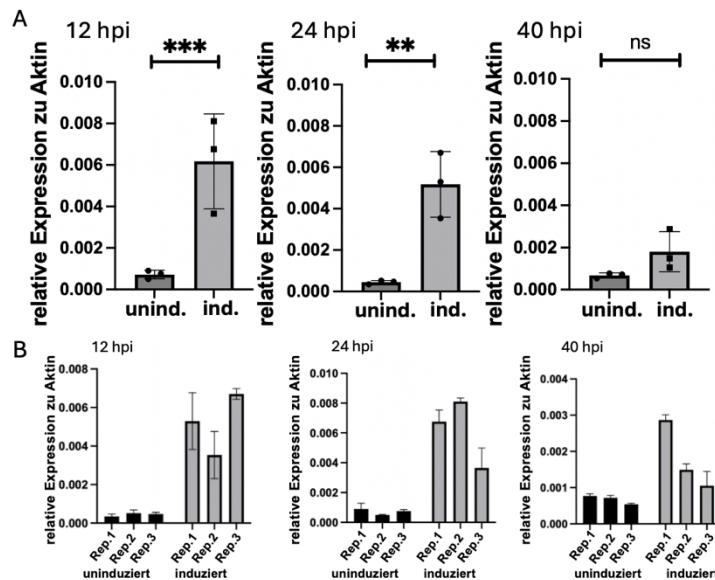 A
12 hpi
24 hpi
40 hpi
***
**
ns
relative Expression zu Aktin
0.010
0.008
0.006
0.004
0.002
0.000
unind.
ind.
relative Expression zu Aktin
0.010
0.008
0.006
0.004
0.002
0.000
unind.
ind.
relative Expression zu Aktin
0.010
0.008
0.006
0.004
0.002
0.000
unind.
ind.
B
12 hpi
relative Expression zu Aktin
0.008
0.006
0.004
0.002
0.000
Rep.1
Rep.2
Rep.3
Rep.1
Rep.2
Rep.3
uninduziert
induziert
24 hpi
relative Expression zu Aktin
0.010
0.008
0.006
0.004
0.002
0.000
Rep.1
Rep.2
Rep.3
Rep.1
Rep.2
Rep.3
uninduziert
induziert
40 hpi
relative Expression zu Aktin
0.004
0.003
0.002
0.001
0.000
Rep.1
Rep.2
Rep.3
Rep.1
Rep.2
Rep.3
uninduziert
induziert